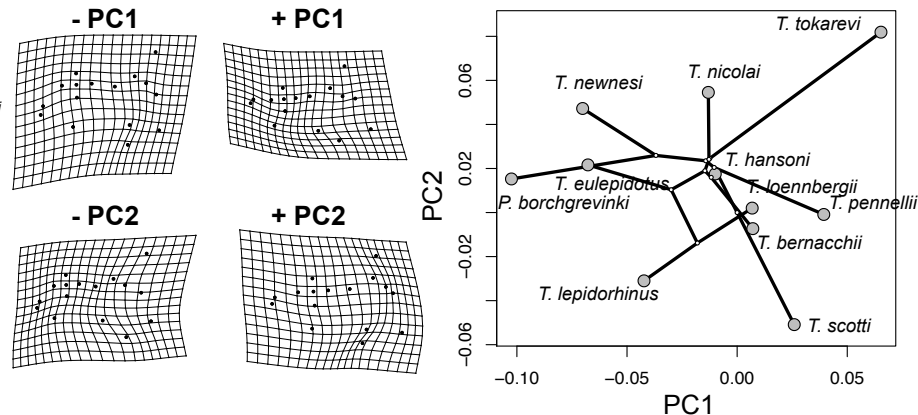 - PC1
+ PC1
- PC2
+ PC2
T. tokarevi
T. nicolai
T. newnesi
T. hansoni
T. eulepidotus
T. loennbergii
P. borchgrevinki
T. pennellii
T. bernacchii
T. lepidorhinus
T. scotti
PC2
0.06
0.02
−0.02
−0.06
−0.10
−0.05
0.00
0.05
PC1